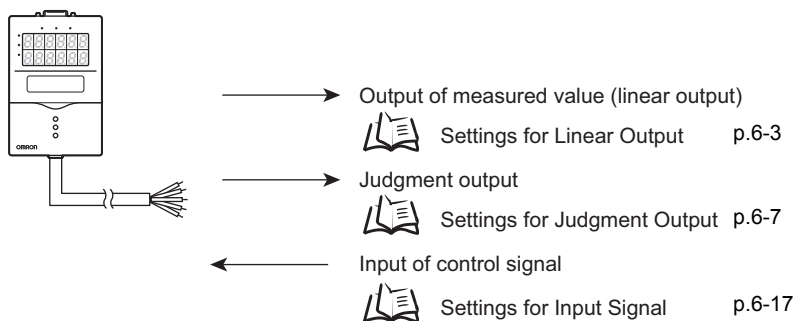 Output of measured value (linear output)
Settings for Linear Output p.6-3
Judgment output
Settings for Judgment Output p.6-7
Input of control signal
Settings for Input Signal p.6-17
OMRON